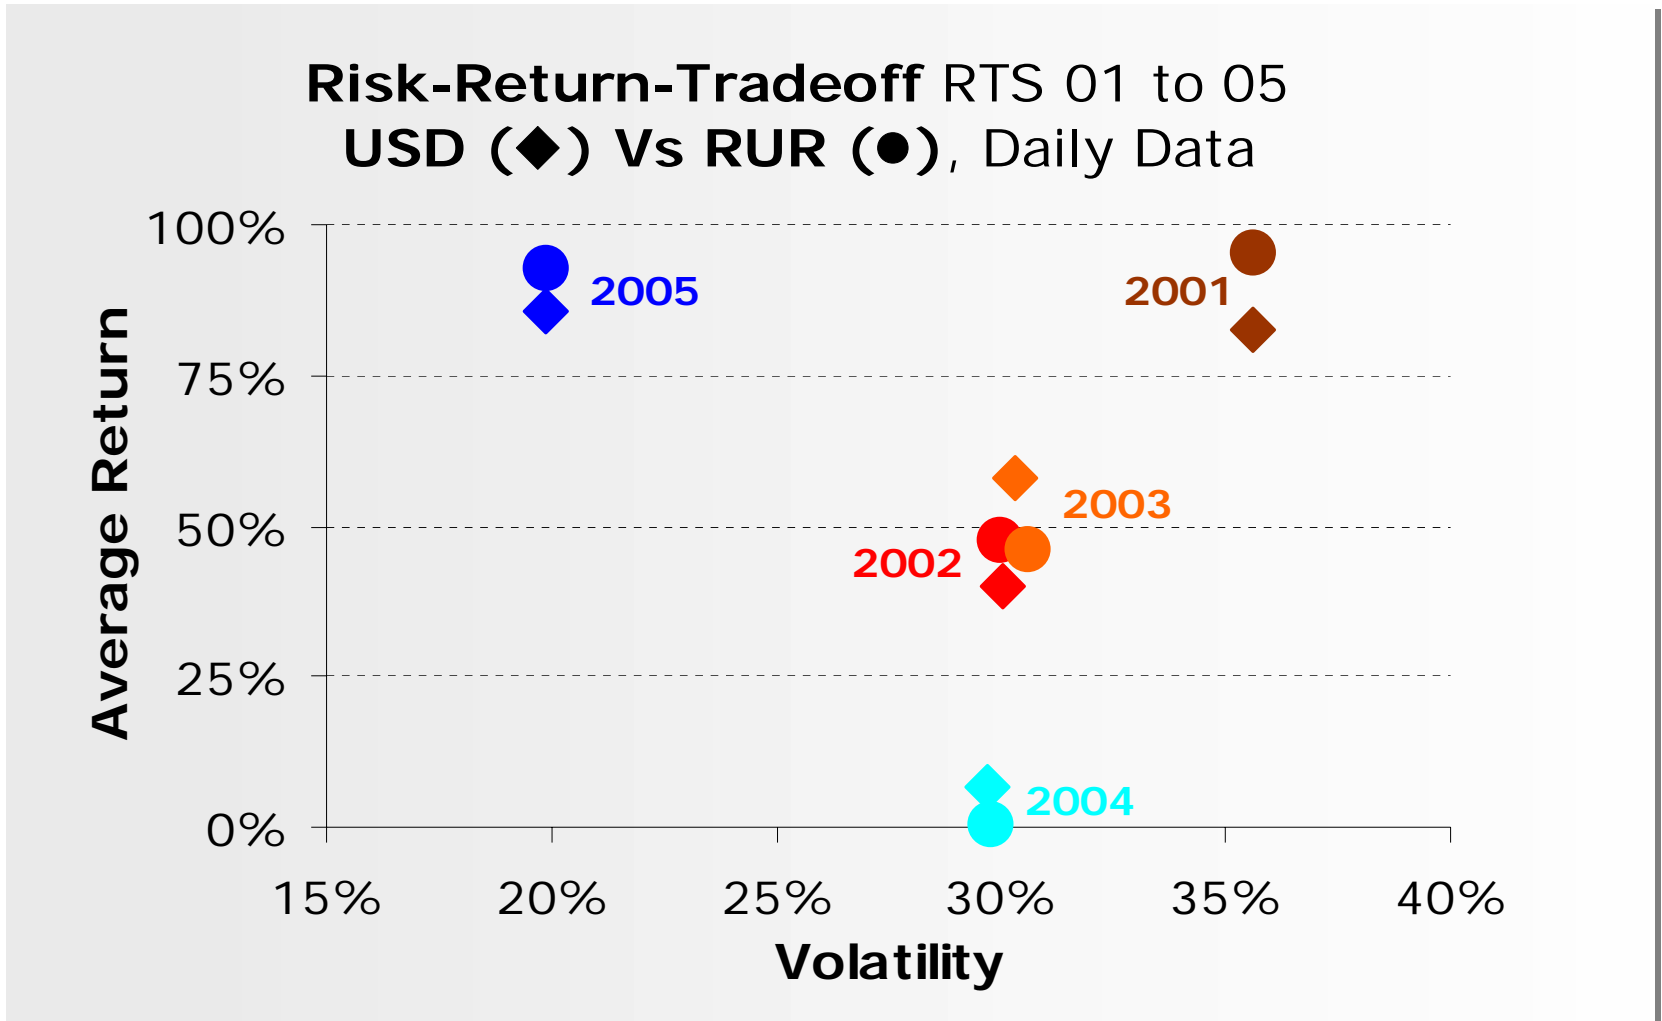 Risk-Return-Tradeoff RTS 01 to 05
USD (◆) Vs RUR (●), Daily Data
100%
75%
50%
25%
0%
Average Return
2005
2001
2003
2002
2004
15% 20% 25% 30% 35% 40%
Volatility